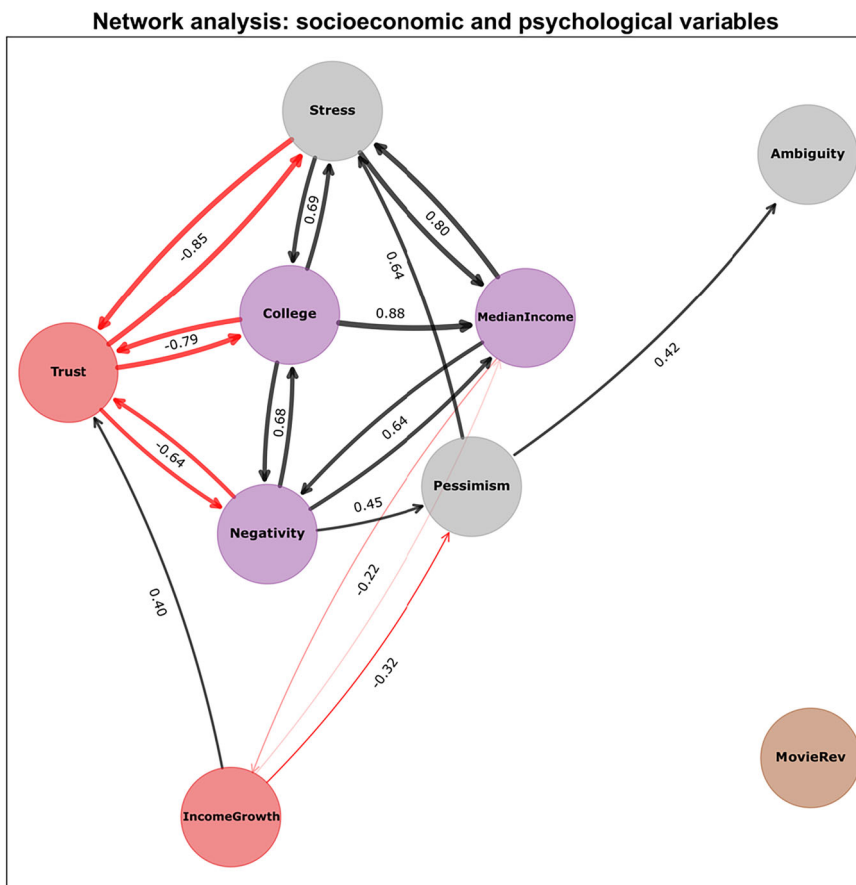 Network analysis: socioeconomic and psychological variables
Stress
Ambiguity
0.69
0.80
-0.85
0.64
College
0.88
MedianIncome
-0.79
Trust
0.42
0.68
0.64
-0.64
Pessimism
0.45
Negativity
-0.22
0.40
-0.32
MovieRev
IncomeGrowth